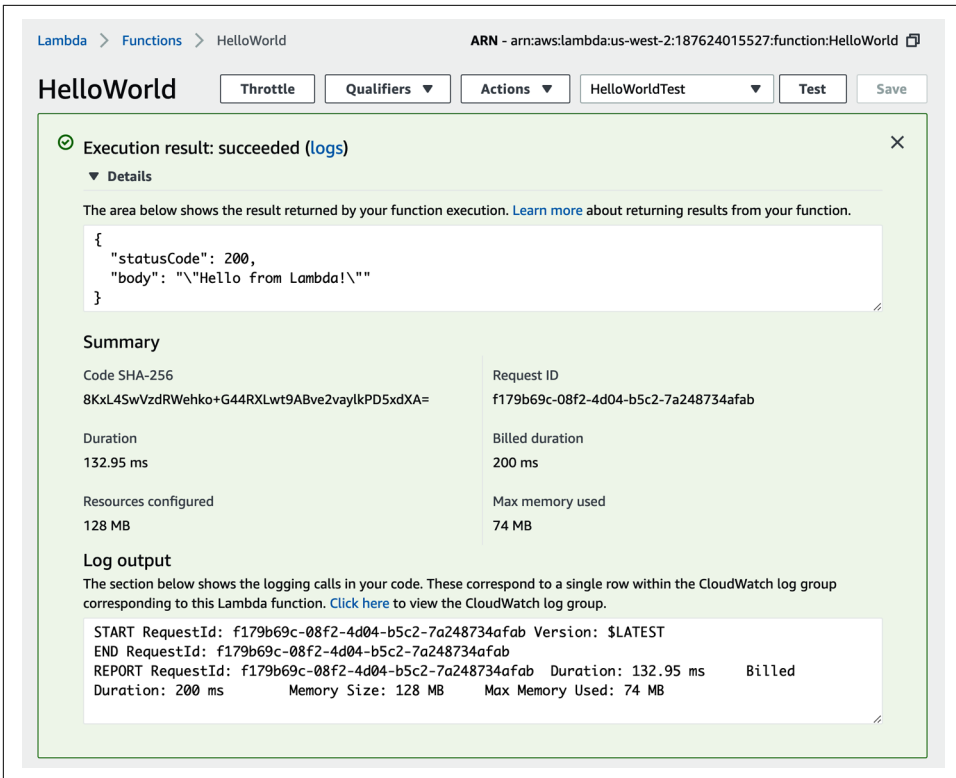 Lambda > Functions > HelloWorld ARN - arn:aws:lambda:us-west-2:187624015527:function:HelloWorld
HelloWorld Throttle Qualifiers ▼ Actions ▼ HelloWorldTest ▼ Test Save
Execution result: succeeded (logs)
▼ Details
The area below shows the result returned by your function execution. Learn more about returning results from your function.
{
  "statusCode": 200,
  "body": "\"Hello from Lambda!\""
}
Summary
Code SHA-256 Request ID
8KxL4SwVzdRWehko+G44RXLwt9ABve2vaylkPD5xdXA= f179b69c-08f2-4d04-b5c2-7a248734afab
Duration Billed duration
132.95 ms 200 ms
Resources configured Max memory used
128 MB 74 MB
Log output
The section below shows the logging calls in your code. These correspond to a single row within the CloudWatch log group
corresponding to this Lambda function. Click here to view the CloudWatch log group.
START RequestId: f179b69c-08f2-4d04-b5c2-7a248734afab Version: $LATEST
END RequestId: f179b69c-08f2-4d04-b5c2-7a248734afab
REPORT RequestId: f179b69c-08f2-4d04-b5c2-7a248734afab  Duration: 132.95 ms     Billed
Duration: 200 ms        Memory Size: 128 MB     Max Memory Used: 74 MB